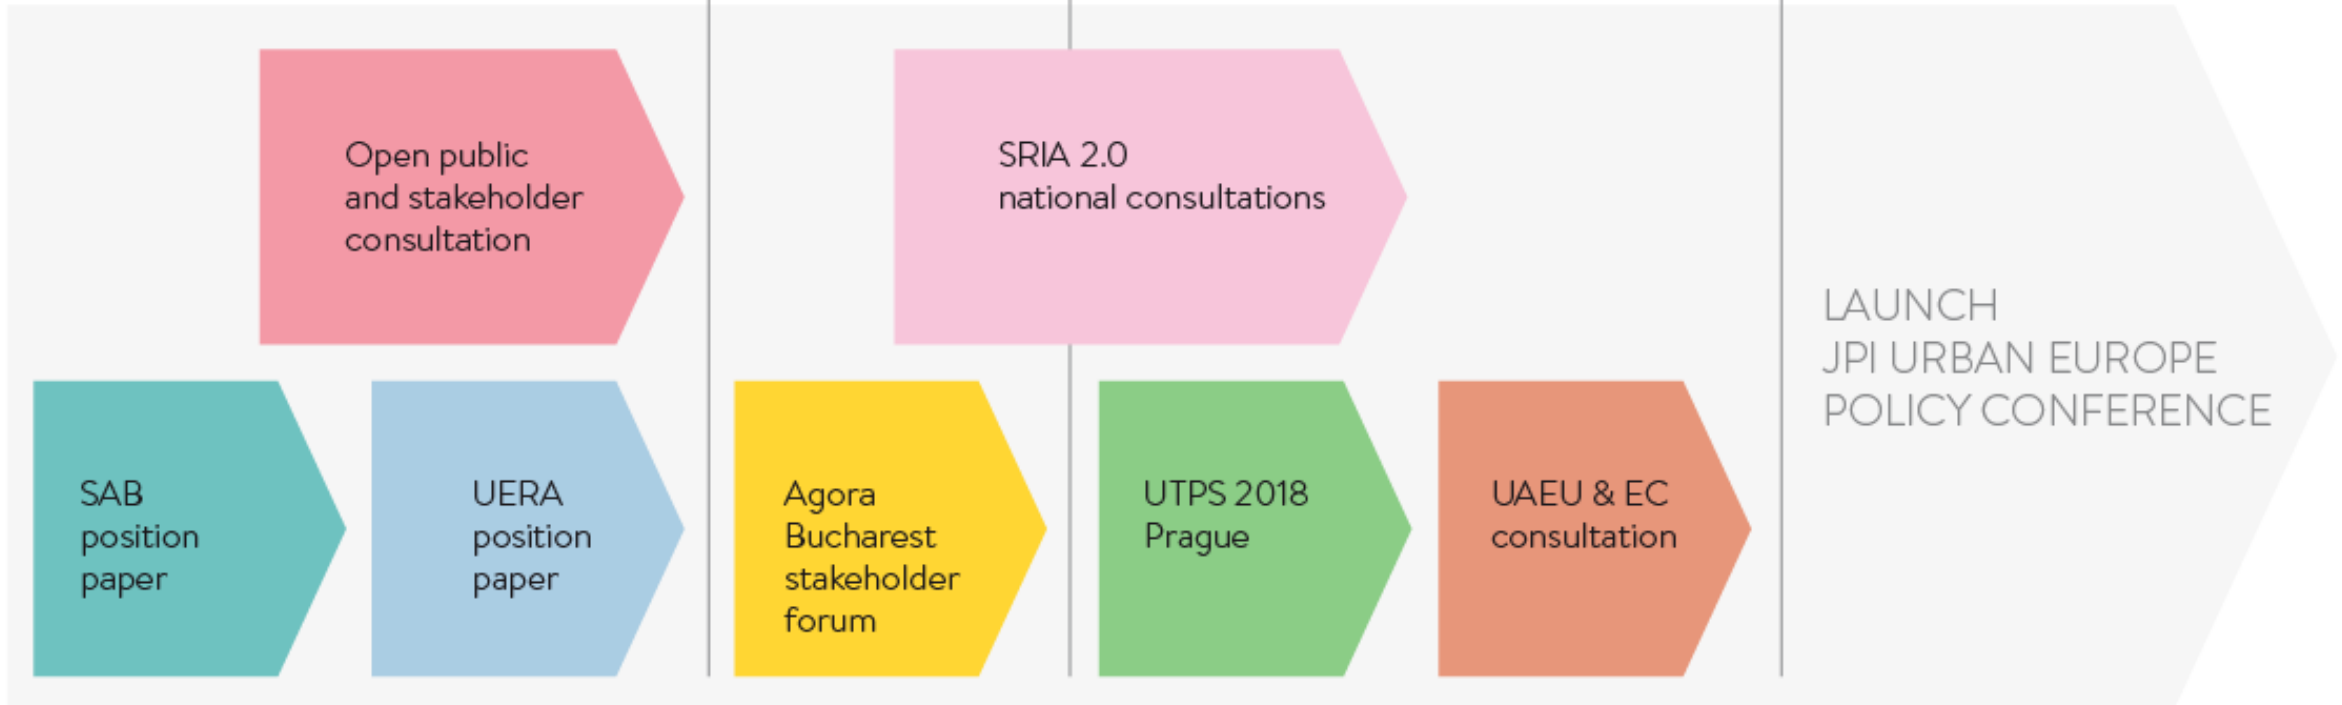 Open public
and stakeholder
consultation
SRIA 2.0
national consultations
SAB
position
paper
UERA
position
paper
Agora
Bucharest
stakeholder
forum
UTPS 2018
Prague
UAEU & EC
consultation
LAUNCH
JPI URBAN EUROPE
POLICY CONFERENCE